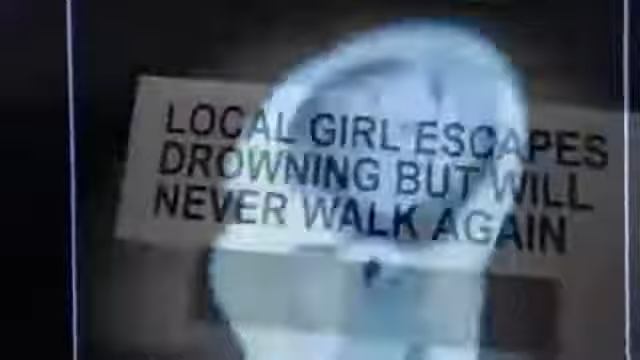 LOCAL GIRL ESCAPES
DROWNING BUT WILL
NEVER WALK AGAIN